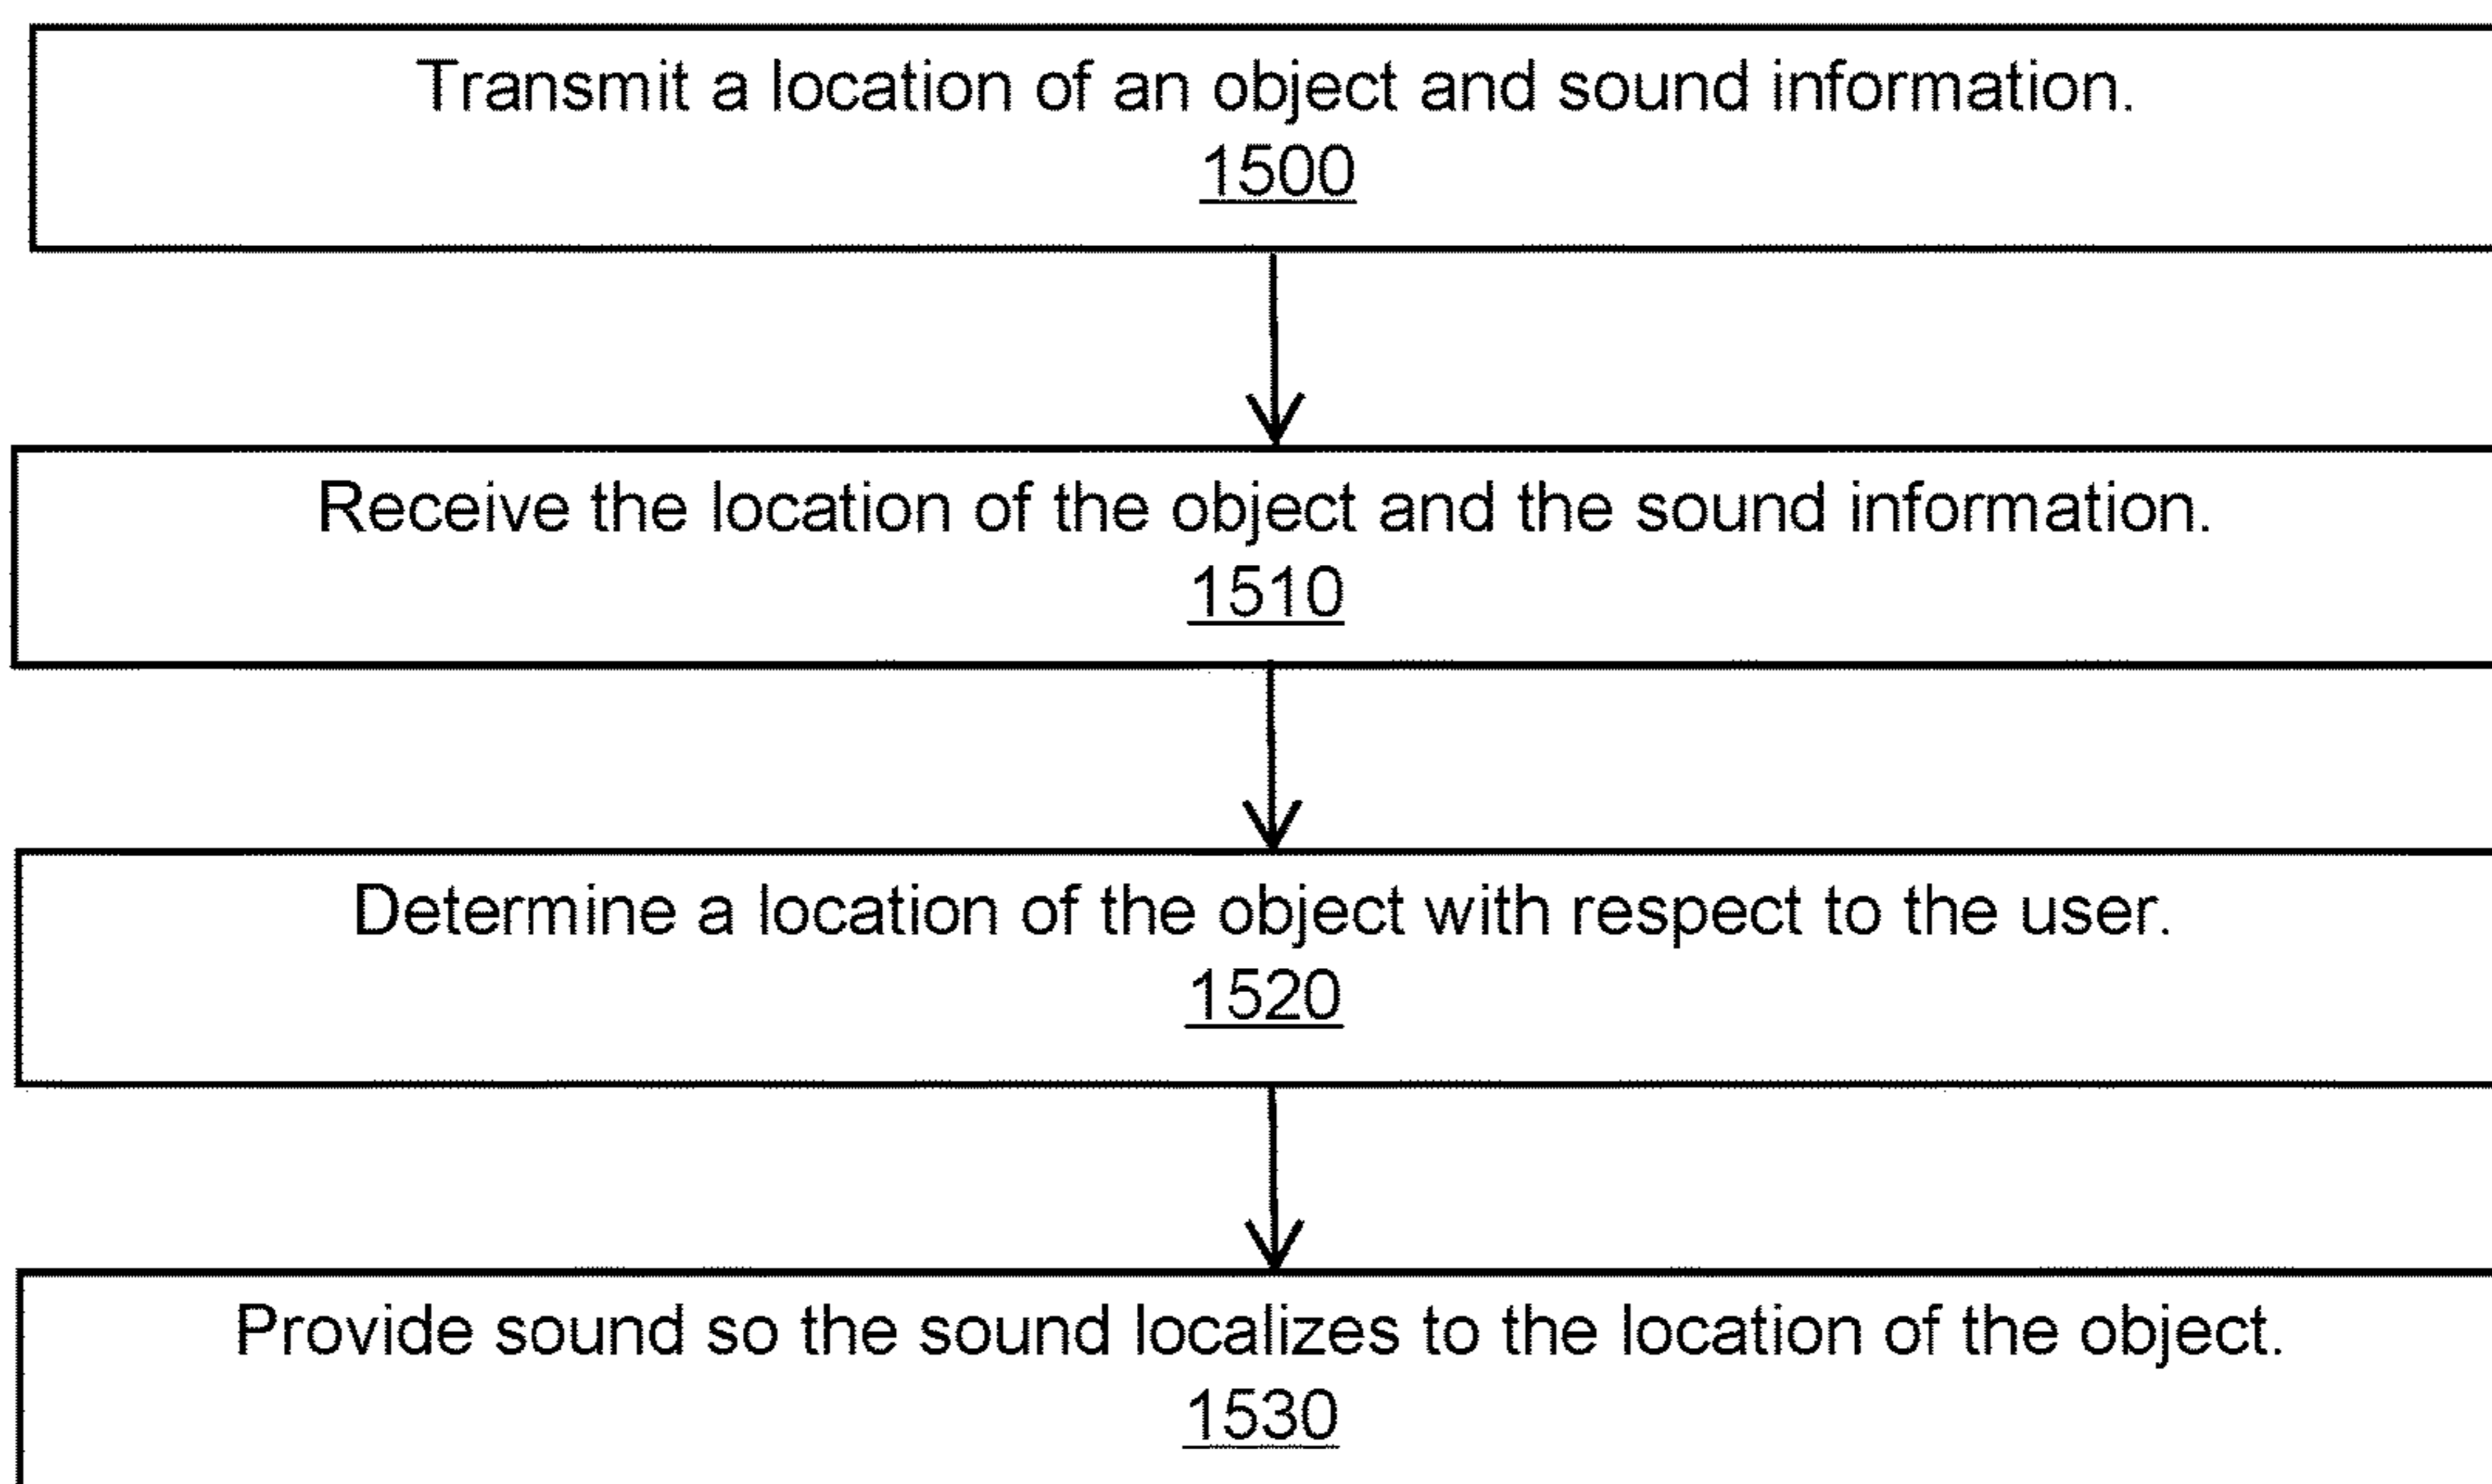 Transmit a location of an object and sound information.
1500
Receive the location of the object and the sound information.
1510
Determine a location of the object with respect to the user.
1520
Provide sound so the sound localizes to the location of the object.
1530